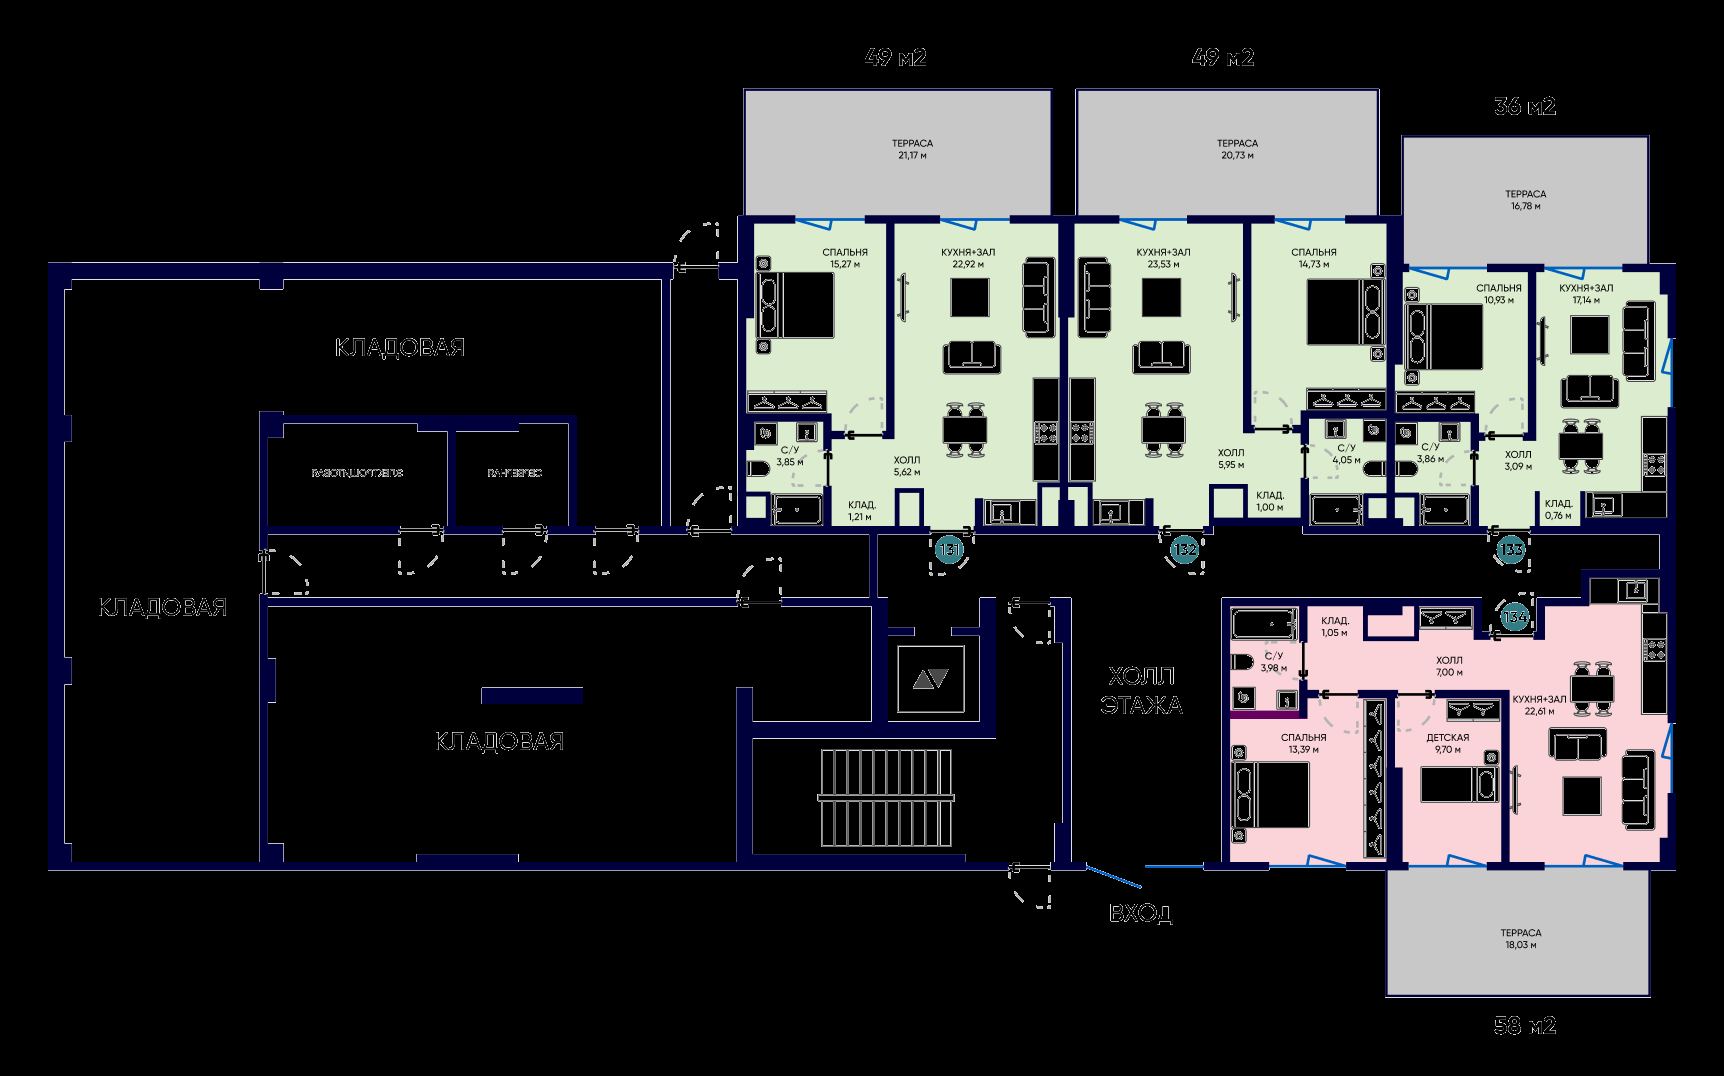 49 м2
49 м2
36 м2
ТЕРРАСА
21,17 м
ТЕРРАСА
20,73 м
ТЕРРАСА
16,78 м
СПАЛЬНЯ
15,27 м
КУХНЯ+ЗАЛ
22,92 м
КУХНЯ+ЗАЛ
23,53 м
СПАЛЬНЯ
14,73 м
СПАЛЬНЯ
10,93 м
КУХНЯ+ЗАЛ
17,14 м
КЛАДОВАЯ
С/У
3,85 м
ХОЛЛ
5,62 м
КЛАД.
1,21 м
ХОЛЛ
5,95 м
КЛАД.
1,00 м
С/У
4,05 м
С/У
3,86 м
ХОЛЛ
3,09 м
КЛАД.
0,76 м
131
132
133
134
КЛАДОВАЯ
КЛАДОВАЯ
ХОЛЛ
ЭТАЖА
КЛАД.
1,05 м
С/У
3,98 м
ХОЛЛ
7,00 м
КУХНЯ+ЗАЛ
22,61 м
СПАЛЬНЯ
13,39 м
ДЕТСКАЯ
9,70 м
ВХОД
ТЕРРАСА
18,03 м
58 м2